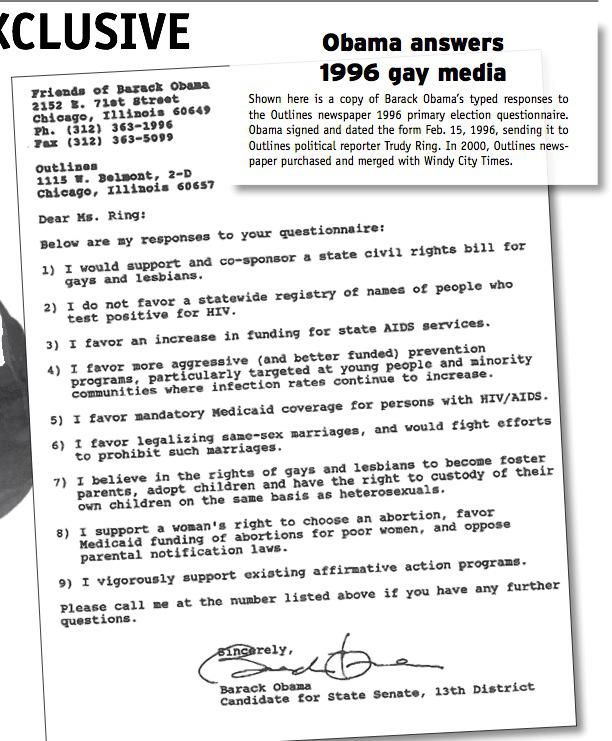 XCLUSIVE
Obama answers
1996 gay media
Shown here is a copy of Barack Obama's typed responses to
the Outlines newspaper 1996 primary election questionnaire.
Obama signed and dated the form Feb. 15, 1996, sending it to
Outlines political reporter Trudy Ring. In 2000, Outlines news-
paper purchased and merged with Windy City Times.
Friends of Barack Obama
2152 E. 71st Street
Chicago, Illinois 60649
Ph. (312) 363-1996
Fax (312) 363-5099
Outlines
1115 W. Belmont, 2-D
Chicago, Illinois 60657
Dear Ms. Ring:
Below are my responses to your questionnaire:
1) I would support and co-sponsor a state civil rights bill for
gays and lesbians.
2) I do not favor a statewide registry of names of people who
test positive for HIV.
3) I favor an increase in funding for state AIDS services.
4) I favor more aggressive (and better funded) prevention
programs, particularly targeted at young people and minority
communities where infection rates continue to increase.
5) I favor mandatory Medicaid coverage for persons with HIV/AIDS.
6) I favor legalizing same-sex marriages, and would fight efforts
to prohibit such marriages.
7) I believe in the rights of gays and lesbians to become foster
parents, adopt children and have the right to custody of their
own children on the same basis as heterosexuals.
8) I support a woman's right to choose an abortion, favor
Medicaid funding of abortions for poor women, and oppose
parental notification laws.
9) I vigorously support existing affirmative action programs.
Please call me at the number listed above if you have any further
questions.
Sincerely,
Barack Obama
Candidate for State Senate, 13th District